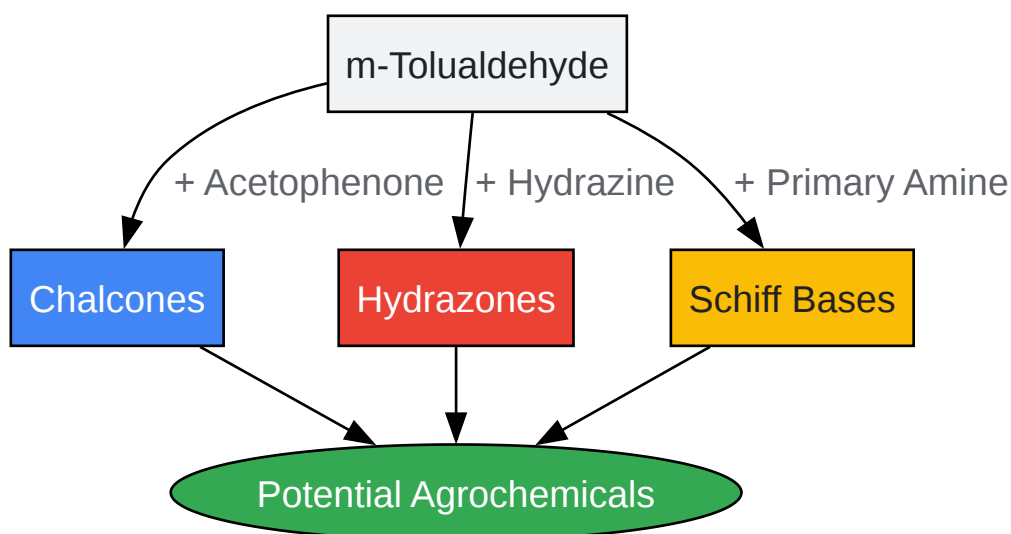 m-Tolualdehyde
+ Acetophenone
+ Hydrazine
+ Primary Amine
Chalcones
Hydrazones
Schiff Bases
Potential Agrochemicals